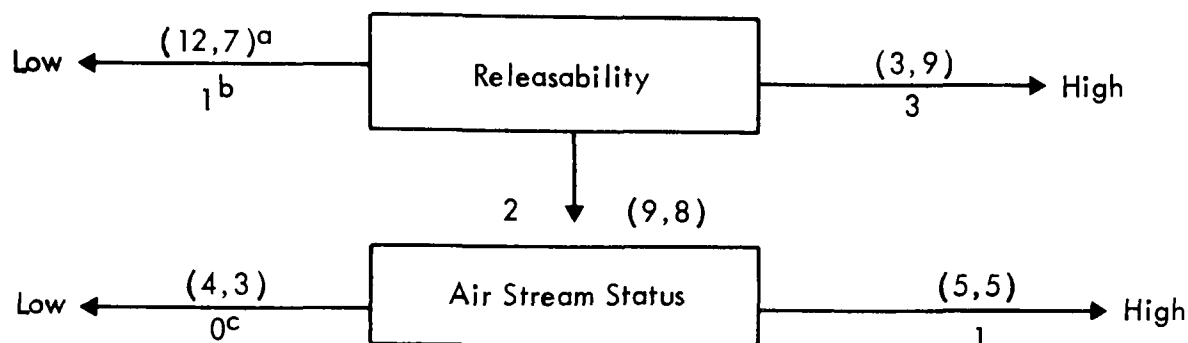 (12,7)a
Low
1b
Releasability
(3,9)
3
High
2
(9,8)
(4,3)
Low
0c
Air Stream Status
(5,5)
1
High